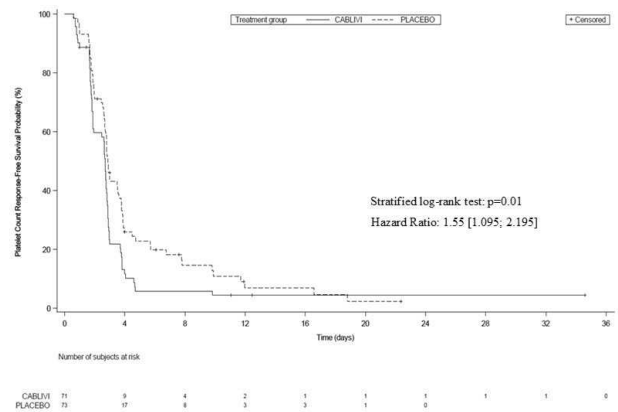 Treatment group CABLIVI PLACEBO
+ Censored
100
80
60
40
20
0
Platelet Count Response-Free Survival Probability (%)
Stratified log-rank test: p=0.01
Hazard Ratio: 1.55 [1.095; 2.195]
0 4 8 12 16 20 24 28 32 36
Time (days)
Number of subjects at risk
CABLIVI 71 9 4 2 1 1 1 1 1 0
PLACEBO 73 17 8 3 3 1 0